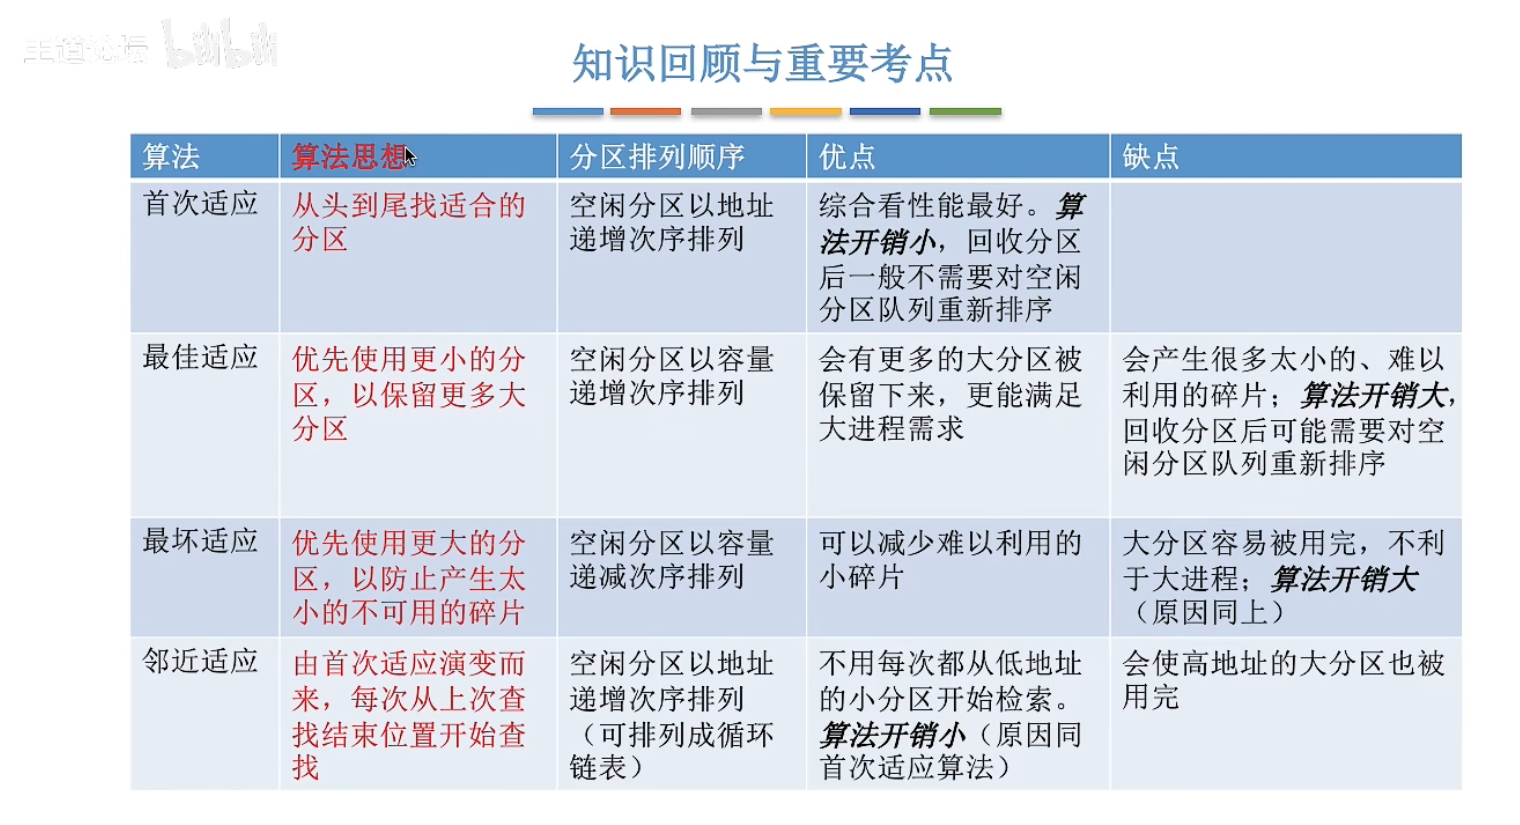 王道论坛 bilibili
知识回顾与重要考点
算法
算法思想
分区排列顺序
优点
缺点
首次适应
从头到尾找适合的
分区
空闲分区以地址
递增次序排列
综合看性能最好。算
法开销小，回收分区
后一般不需要对空闲
分区队列重新排序
最佳适应
优先使用更小的分
区，以保留更多大
分区
空闲分区以容量
递增次序排列
会有更多的大分区被
保留下来，更能满足
大进程需求
会产生很多太小的、难以
利用的碎片；算法开销大，
回收分区后可能需要对空
闲分区队列重新排序
最坏适应
优先使用更大的分
区，以防止产生太
小的不可用的碎片
空闲分区以容量
递减次序排列
可以减少难以利用的
小碎片
大分区容易被用完，不利
于大进程；算法开销大
（原因同上）
邻近适应
由首次适应演变而
来，每次从上次查
找结束位置开始查
找
空闲分区以地址
递增次序排列
（可排列成循环
链表）
不用每次都从低地址
的小分区开始检索。
算法开销小（原因同
首次适应算法）
会使高地址的大分区也被
用完